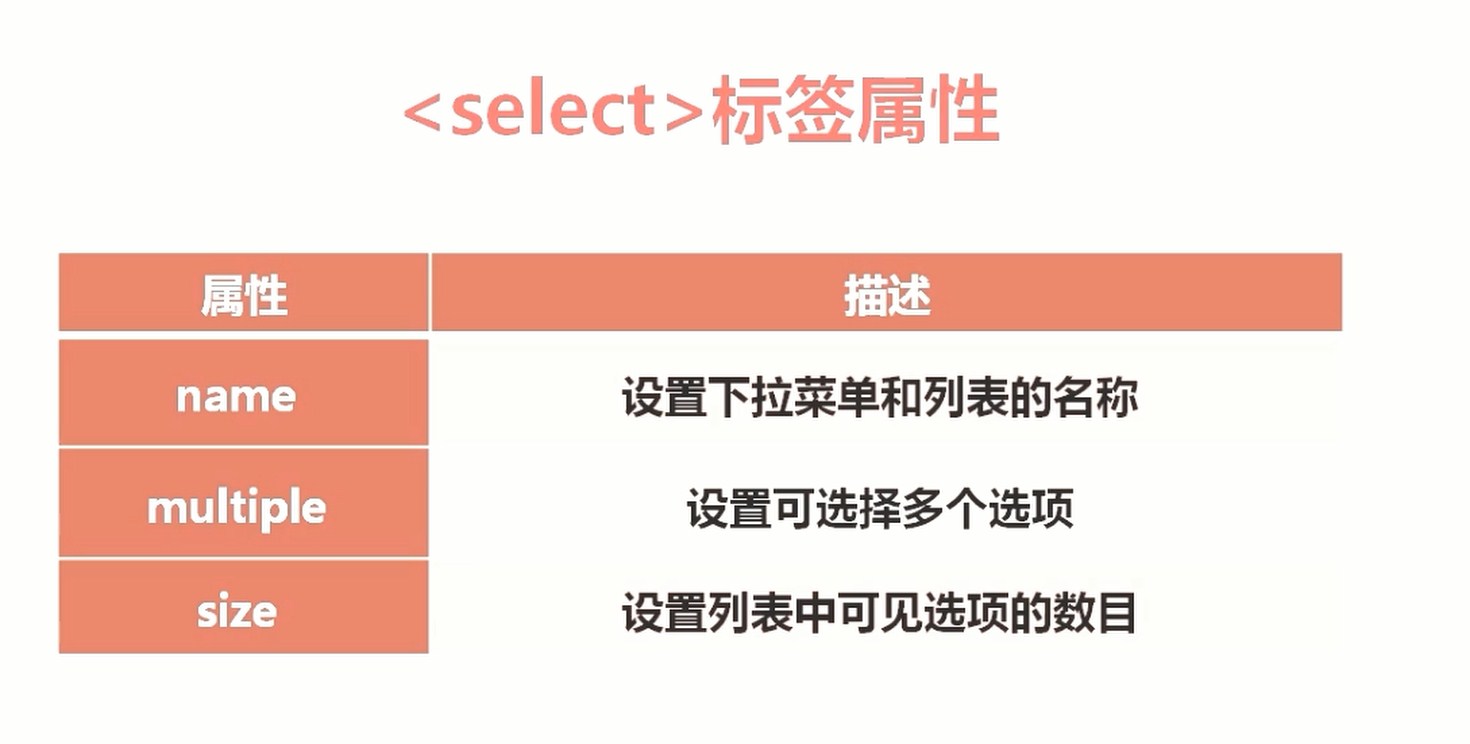 <select>标签属性
属性 描述
name 设置下拉菜单和列表的名称
multiple 设置可选择多个选项
size 设置列表中可见选项的数目